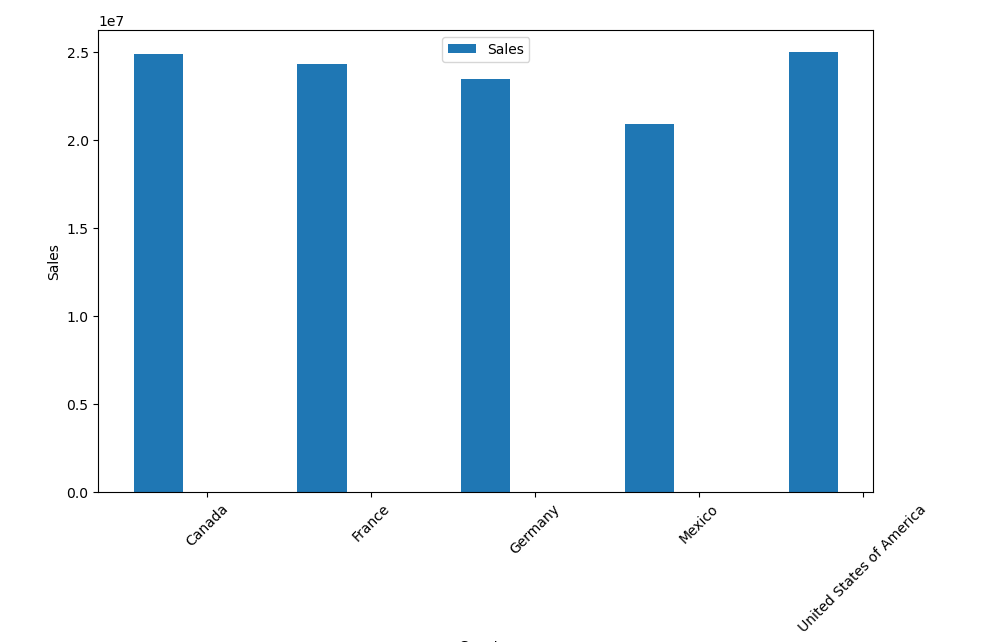 1e7
2.5
2.0
1.5
1.0
0.5
0.0
Sales
Sales
Canada
France
Germany
Mexico
United States of America